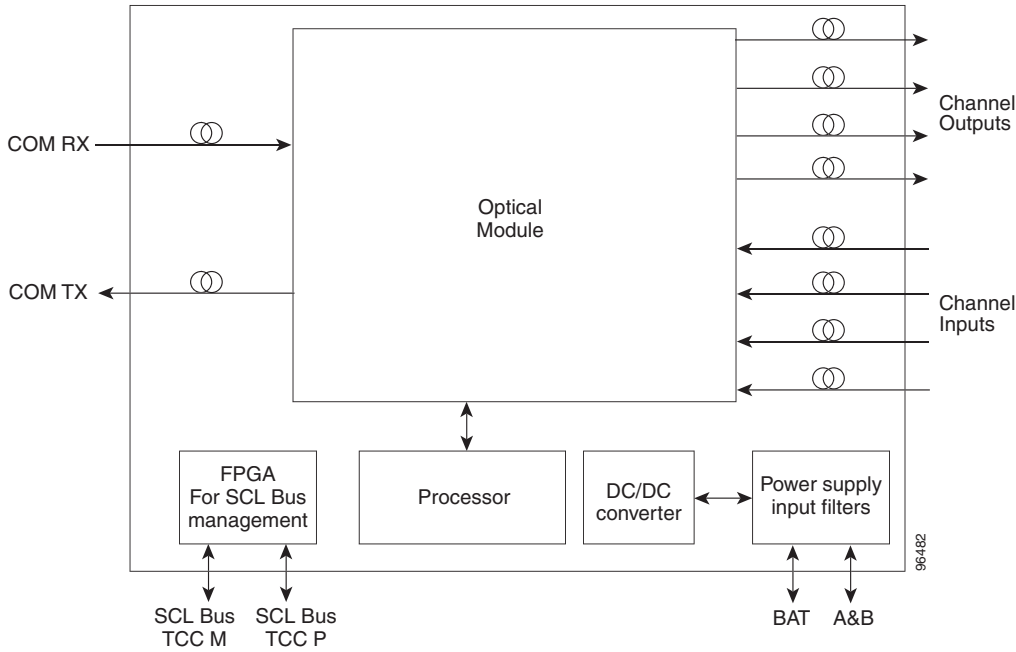 Channel
Outputs
COM RX
Optical
Module
COM TX
Channel
Inputs
FPGA
For SCL Bus
management
Processor
DC/DC
converter
Power supply
input filters
96482
SCL Bus
TCC M
SCL Bus
TCC P
BAT
A&B